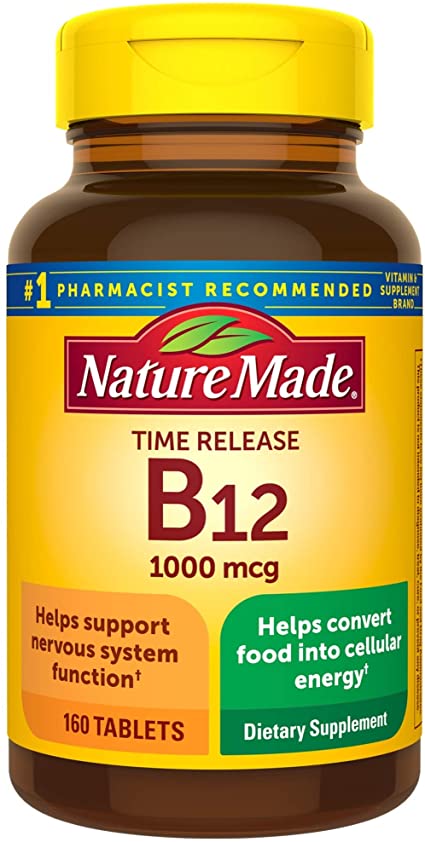 #1 PHARMACIST RECOMMENDED VITAMIN & SUPPLEMENT BRAND
Nature Made®
TIME RELEASE
B12
1000 mcg
Helps support
nervous system
function†
160 TABLETS
Helps convert
food into cellular
energy†
Dietary Supplement